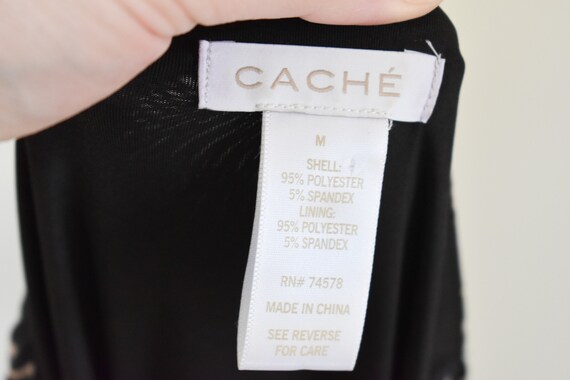 CACHÉ
M
SHELL:
95% POLYESTER
5% SPANDEX
LINING:
95% POLYESTER
5% SPANDEX
RN# 74578
MADE IN CHINA
SEE REVERSE
FOR CARE